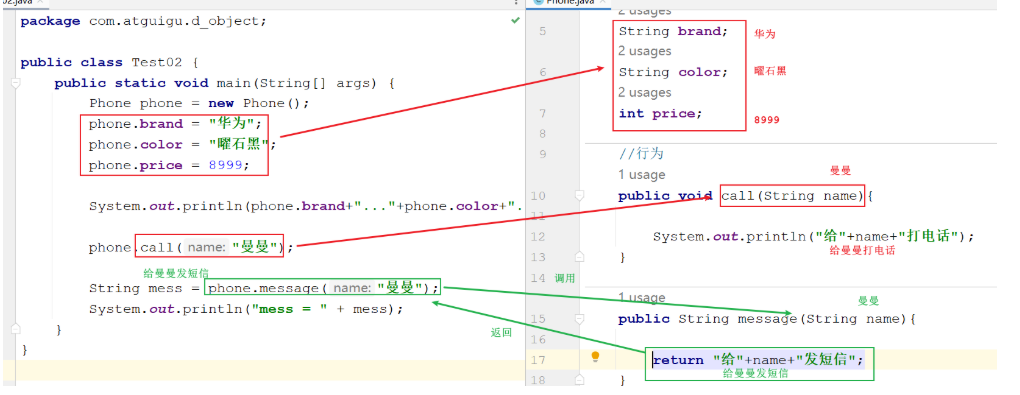 02.java
package com.atguigu.d_object;
public class Test02 {
public static void main(String[] args) {
Phone phone = new Phone();
phone.brand = "华为";
phone.color = "曜石黑";
phone.price = 8999;
System.out.println(phone.brand+"..."+phone.color+".
phone.call( name: "曼曼");
给曼曼发短信
String mess = phone.message( name: "曼曼");
System.out.println("mess = " + mess);
返回
}
}
Phone.java
2 usages
5 String brand; 华为
2 usages
6 String color; 曜石黑
2 usages
7 int price; 8999
8
9 //行为
1 usage 曼曼
10 public void call(String name){
11
12 System.out.println("给"+name+"打电话");
给曼曼打电话
13 }
14 调用
1 usage 曼曼
15 public String message(String name){
16
17 return "给"+name+"发短信";
给曼曼发短信
18 }